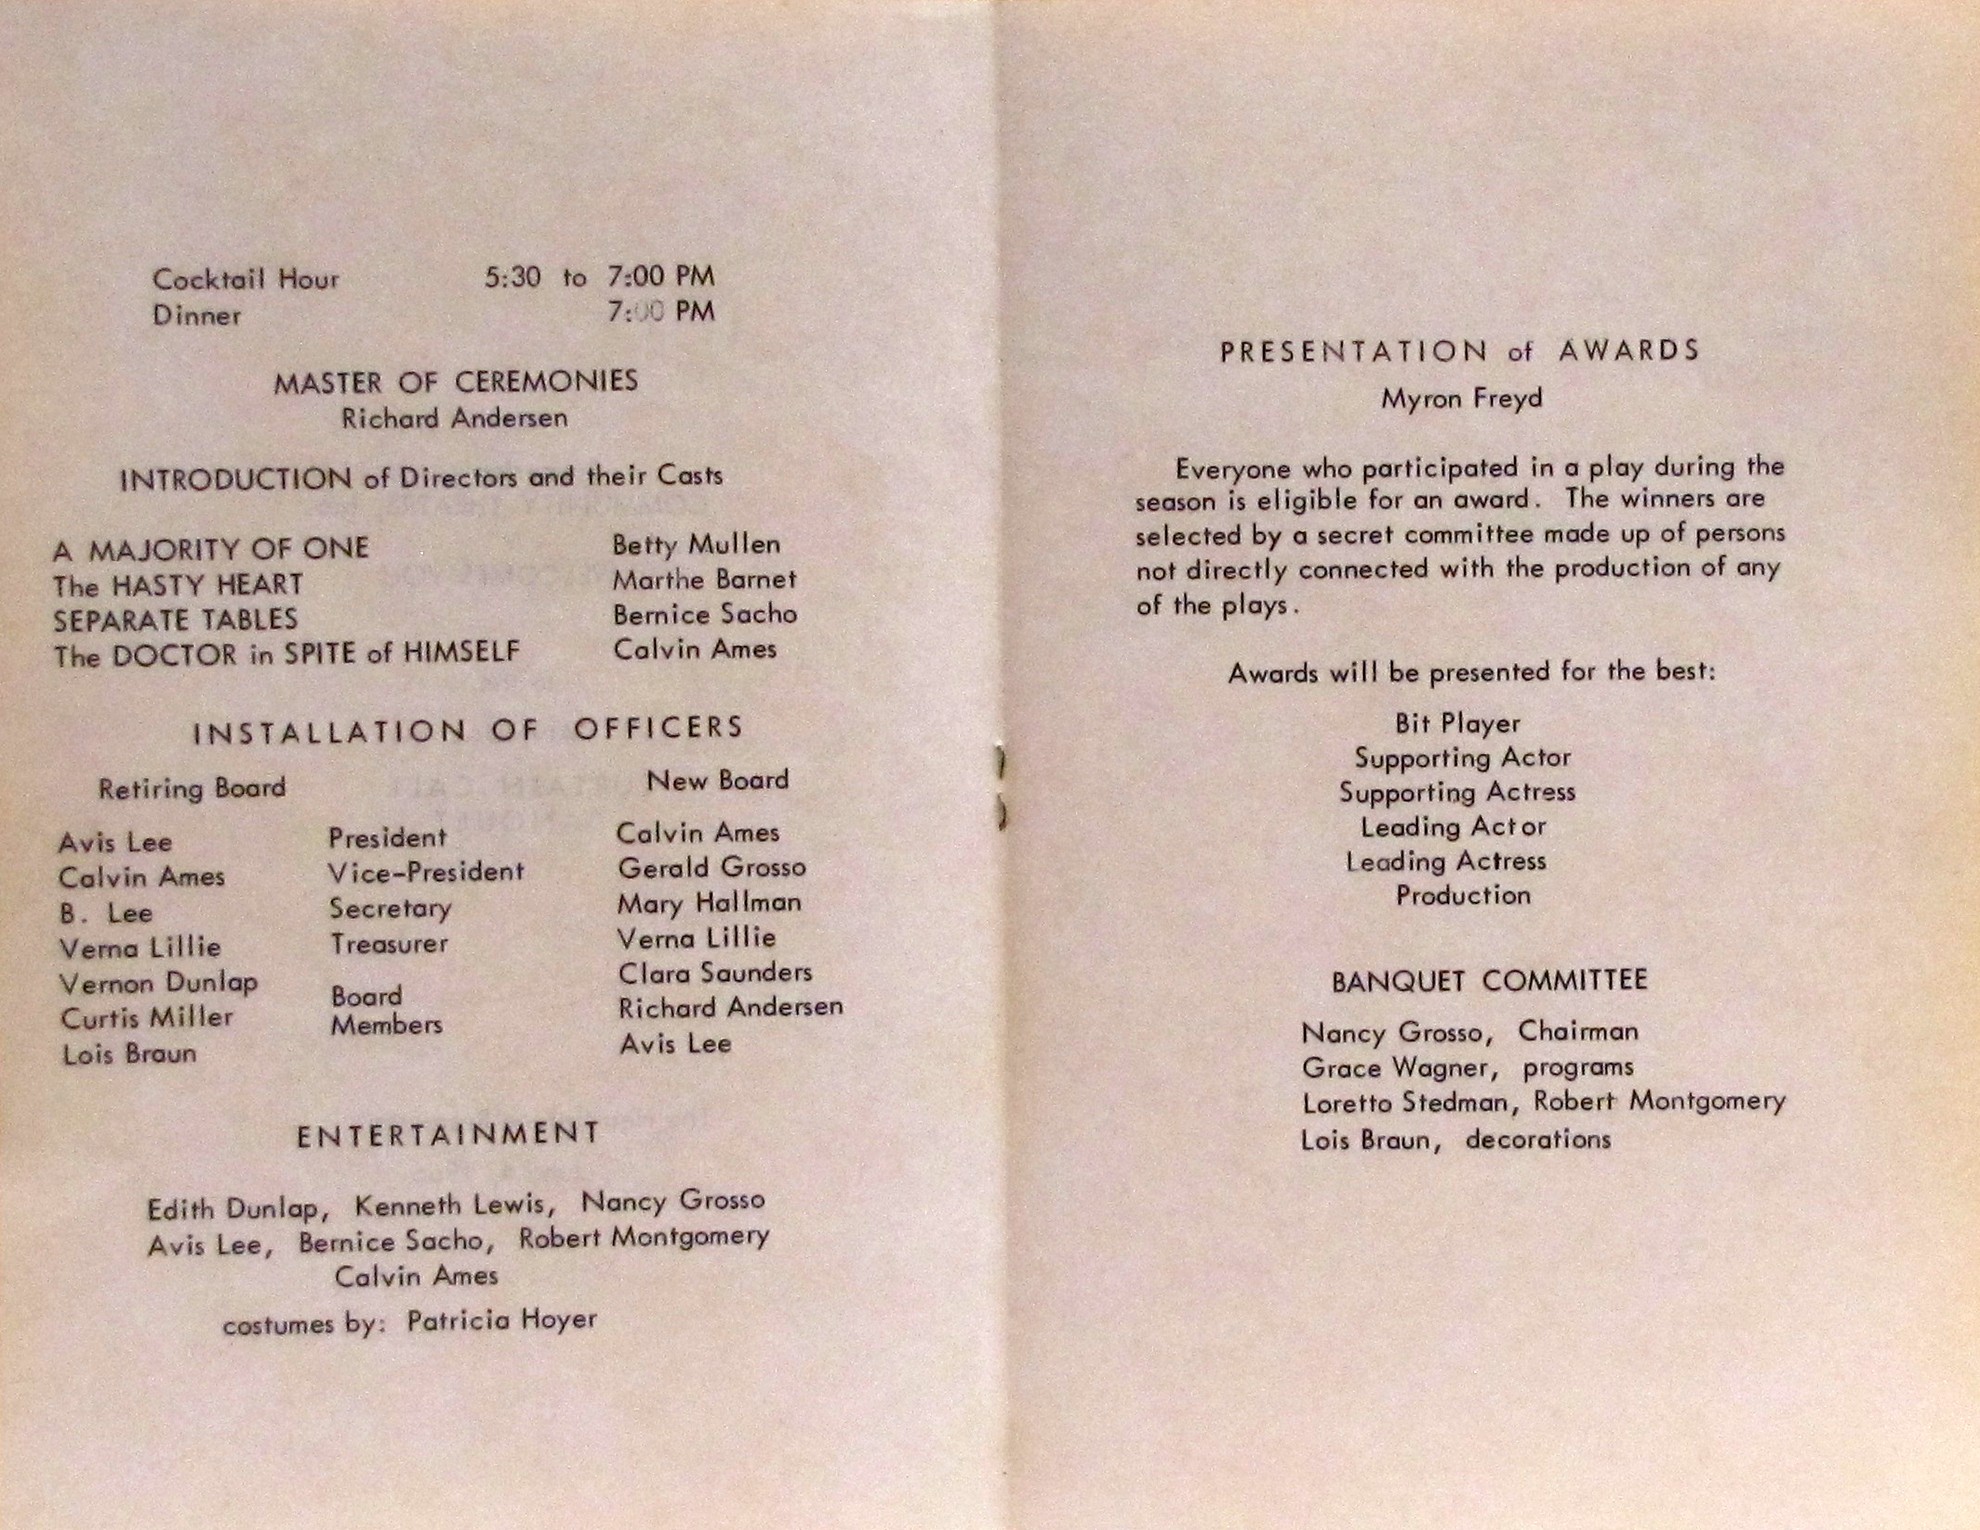 Cocktail Hour 5:30 to 7:00 PM
Dinner 7:00 PM
MASTER OF CEREMONIES
Richard Andersen
INTRODUCTION of Directors and their Casts
A MAJORITY OF ONE Betty Mullen
The HASTY HEART Marthe Barnet
SEPARATE TABLES Bernice Sacho
The DOCTOR in SPITE of HIMSELF Calvin Ames
INSTALLATION OF OFFICERS
Retiring Board New Board
Avis Lee President Calvin Ames
Calvin Ames Vice-President Gerald Grosso
B. Lee Secretary Mary Hallman
Verna Lillie Treasurer Verna Lillie
Vernon Dunlap Clara Saunders
Board
Curtis Miller Richard Andersen
Members
Lois Braun Avis Lee
ENTERTAINMENT
Edith Dunlap, Kenneth Lewis, Nancy Grosso
Avis Lee, Bernice Sacho, Robert Montgomery
Calvin Ames
costumes by: Patricia Hoyer
PRESENTATION of AWARDS
Myron Freyd
Everyone who participated in a play during the
season is eligible for an award. The winners are
selected by a secret committee made up of persons
not directly connected with the production of any
of the plays.
Awards will be presented for the best:
Bit Player
Supporting Actor
Supporting Actress
Leading Actor
Leading Actress
Production
BANQUET COMMITTEE
Nancy Grosso, Chairman
Grace Wagner, programs
Loretto Stedman, Robert Montgomery
Lois Braun, decorations